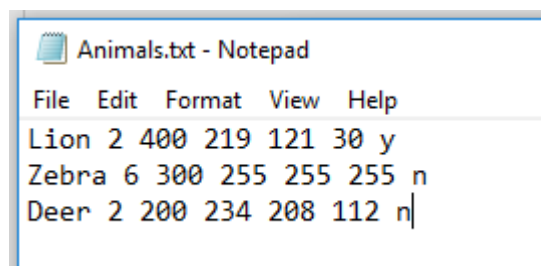 Animals.txt - Notepad
File Edit Format View Help
Lion 2 400 219 121 30 y
Zebra 6 300 255 255 255 n
Deer 2 200 234 208 112 n